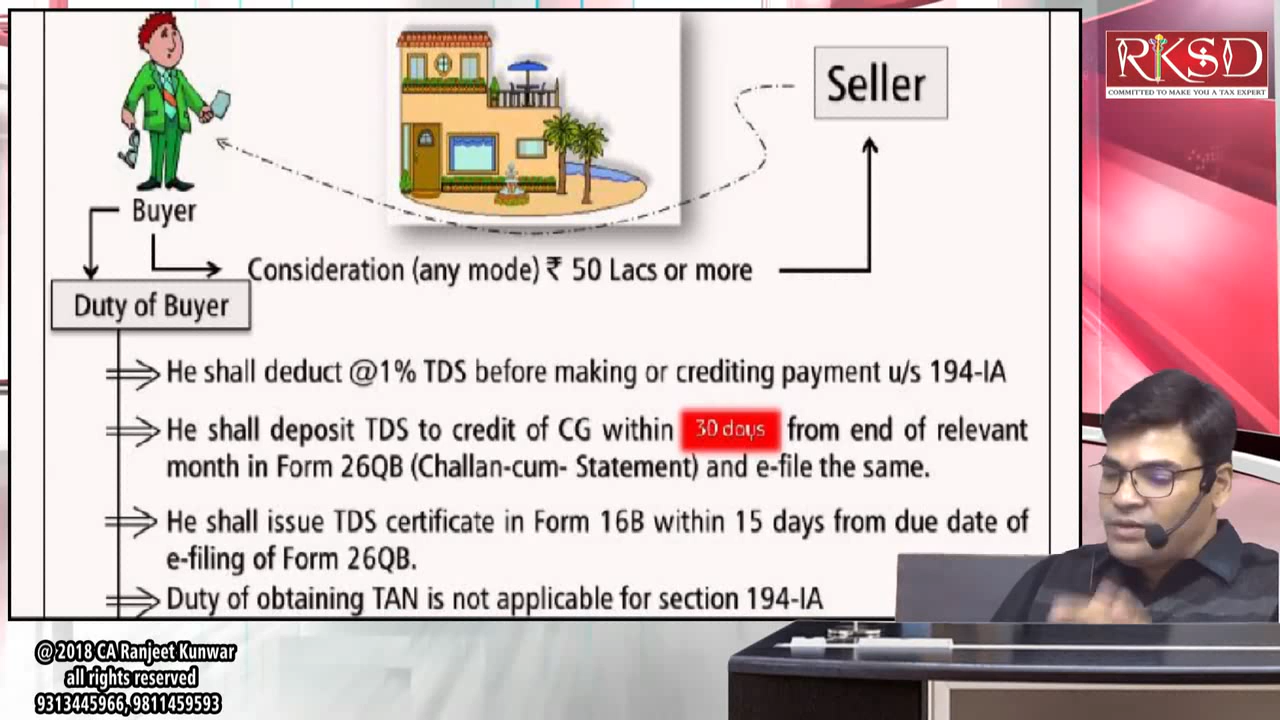 Seller
RKSD
COMMITTED TO MAKE YOU A TAX EXPERT
Buyer
Consideration (any mode) ₹ 50 Lacs or more
Duty of Buyer
He shall deduct @1% TDS before making or crediting payment u/s 194-IA
He shall deposit TDS to credit of CG within 30 days from end of relevant
month in Form 26QB (Challan-cum- Statement) and e-file the same.
He shall issue TDS certificate in Form 16B within 15 days from due date of
e-filing of Form 26QB.
Duty of obtaining TAN is not applicable for section 194-IA
@ 2018 CA Ranjeet Kunwar
all rights reserved
9313445966, 9811459593